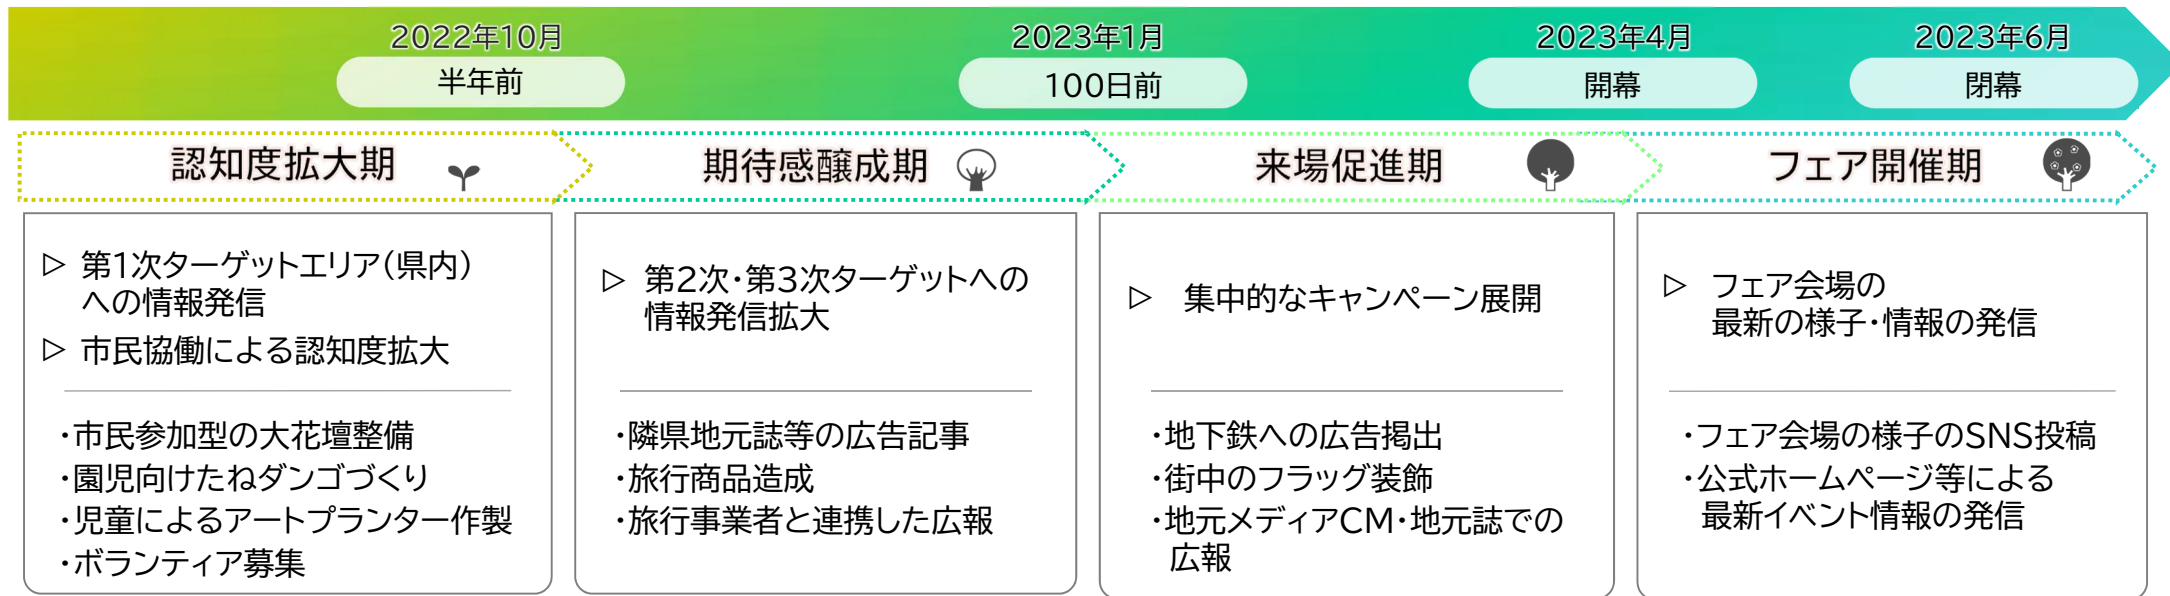 2022年10月
半年前
2023年1月
100日前
2023年4月
開幕
2023年6月
閉幕
認知度拡大期
期待感醸成期
来場促進期
フェア開催期
▷ 第1次ターゲットエリア(県内)
への情報発信
▷ 市民協働による認知度拡大
・市民参加型の大花壇整備
・園児向けたねダンゴづくり
・児童によるアートプランター作製
・ボランティア募集
▷ 第2次・第3次ターゲットへの
情報発信拡大
・隣県地元誌等の広告記事
・旅行商品造成
・旅行事業者と連携した広報
▷ 集中的なキャンペーン展開
・地下鉄への広告掲出
・街中のフラッグ装飾
・地元メディアCM・地元誌での
広報
▷ フェア会場の
最新の様子・情報の発信
・フェア会場の様子のSNS投稿
・公式ホームページ等による
最新イベント情報の発信